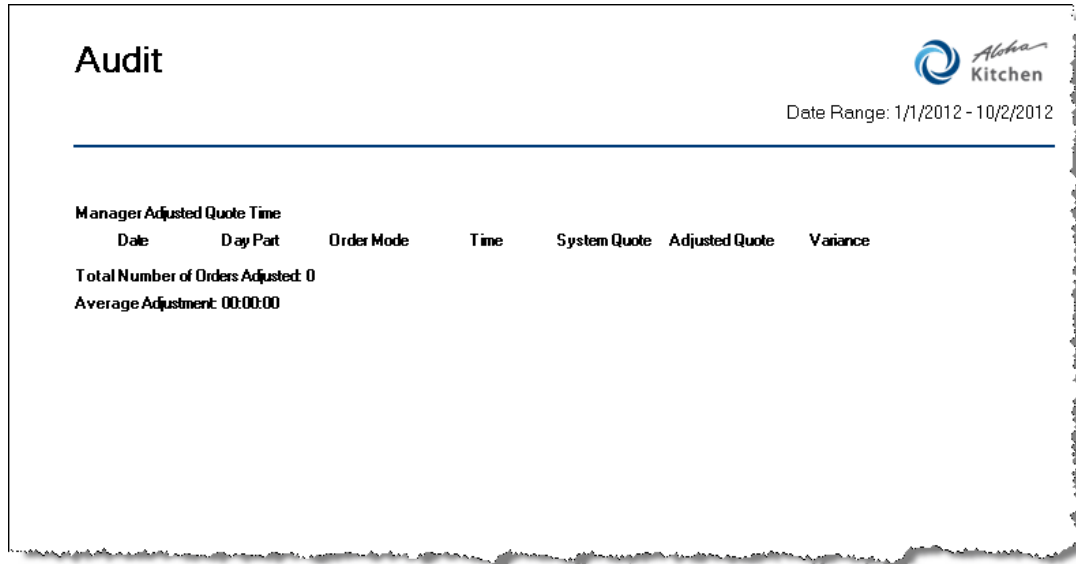 Audit
Aloha
Kitchen
Date Range: 1/1/2012 - 10/2/2012
Manager Adjusted Quote Time
Date Day Part Order Mode Time System Quote Adjusted Quote Variance
Total Number of Orders Adjusted: 0
Average Adjustment: 00:00:00